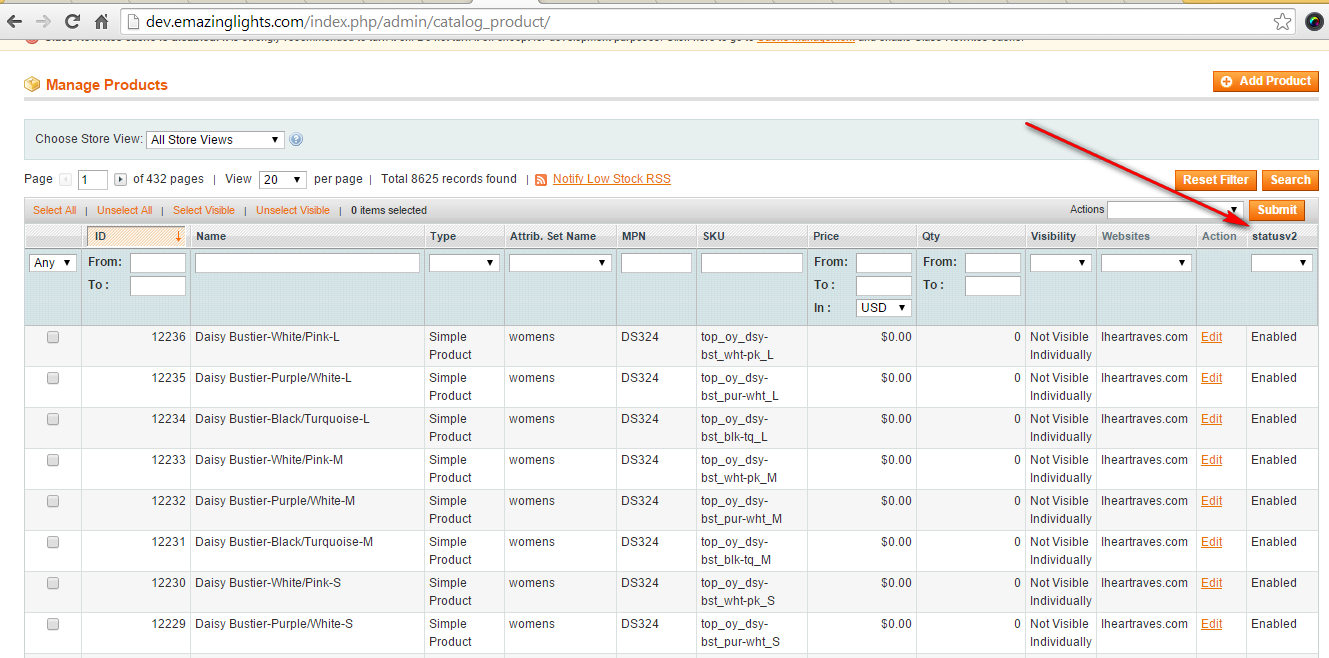 dev.emazinglights.com/index.php/admin/catalog_product/
Manage Products
Add Product
Choose Store View: All Store Views
Page 1 of 432 pages | View 20 per page | Total 8625 records found | Notify Low Stock RSS
Reset Filter Search
Select All | Unselect All | Select Visible | Unselect Visible | 0 items selected
Actions Submit
ID Name Type Attrib. Set Name MPN SKU Price Qty Visibility Websites Action statusv2
Any From: From: From:
To : To : To :
In : USD
12236 Daisy Bustier-White/Pink-L Simple womens DS324 top_oy_dsy- $0.00 0 Not Visible Iheartraves.com Edit Enabled
Product bst_wht-pk_L Individually
12235 Daisy Bustier-Purple/White-L Simple womens DS324 top_oy_dsy- $0.00 0 Not Visible Iheartraves.com Edit Enabled
Product bst_pur-wht_L Individually
12234 Daisy Bustier-Black/Turquoise-L Simple womens DS324 top_oy_dsy- $0.00 0 Not Visible Iheartraves.com Edit Enabled
Product bst_blk-tq_L Individually
12233 Daisy Bustier-White/Pink-M Simple womens DS324 top_oy_dsy- $0.00 0 Not Visible Iheartraves.com Edit Enabled
Product bst_wht-pk_M Individually
12232 Daisy Bustier-Purple/White-M Simple womens DS324 top_oy_dsy- $0.00 0 Not Visible Iheartraves.com Edit Enabled
Product bst_pur-wht_M Individually
12231 Daisy Bustier-Black/Turquoise-M Simple womens DS324 top_oy_dsy- $0.00 0 Not Visible Iheartraves.com Edit Enabled
Product bst_blk-tq_M Individually
12230 Daisy Bustier-White/Pink-S Simple womens DS324 top_oy_dsy- $0.00 0 Not Visible Iheartraves.com Edit Enabled
Product bst_wht-pk_S Individually
12229 Daisy Bustier-Purple/White-S Simple womens DS324 top_oy_dsy- $0.00 0 Not Visible Iheartraves.com Edit Enabled
Product bst_pur-wht_S Individually